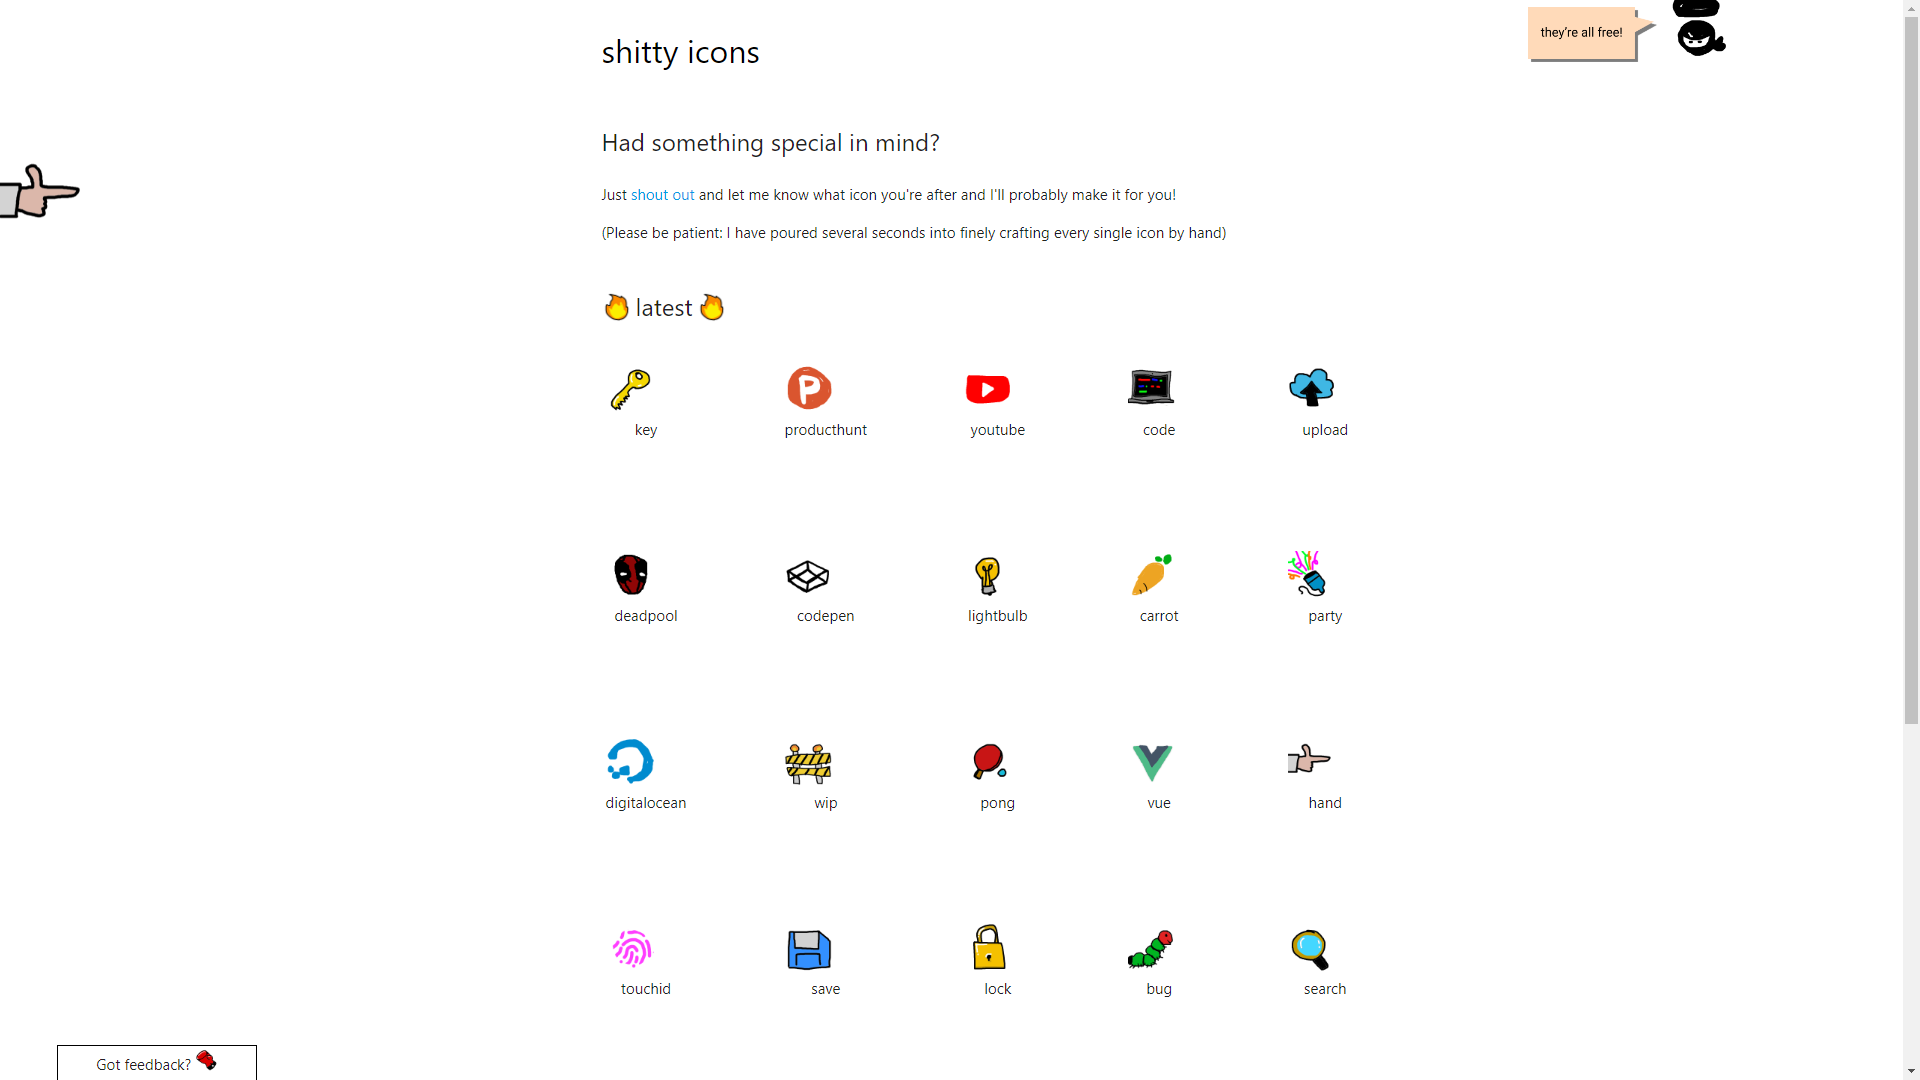 they're all free!
shitty icons
Had something special in mind?
Just shout out and let me know what icon you're after and I'll probably make it for you!
(Please be patient: I have poured several seconds into finely crafting every single icon by hand)
latest
P
key
producthunt
youtube
code
upload
deadpool
codepen
lightbulb
carrot
party
digitalocean
wip
pong
vue
hand
touchid
save
lock
bug
search
Got feedback?